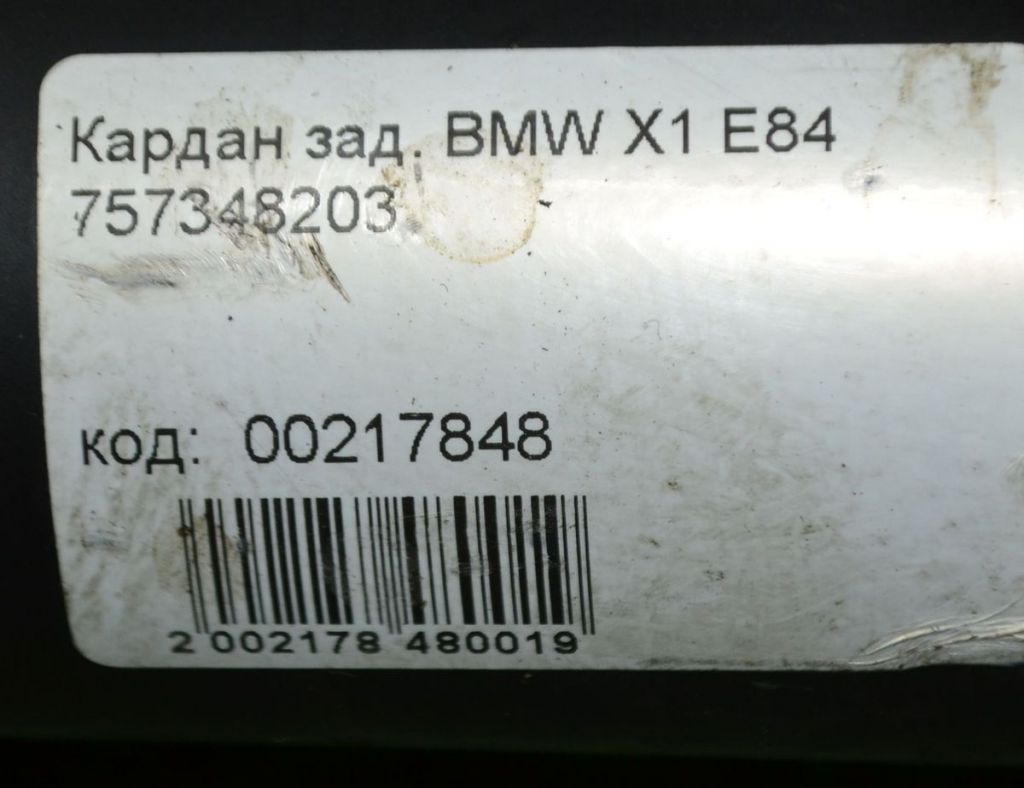 Кардан зад. BMW X1 E84
757348203
код: 00217848
2 002178 480019